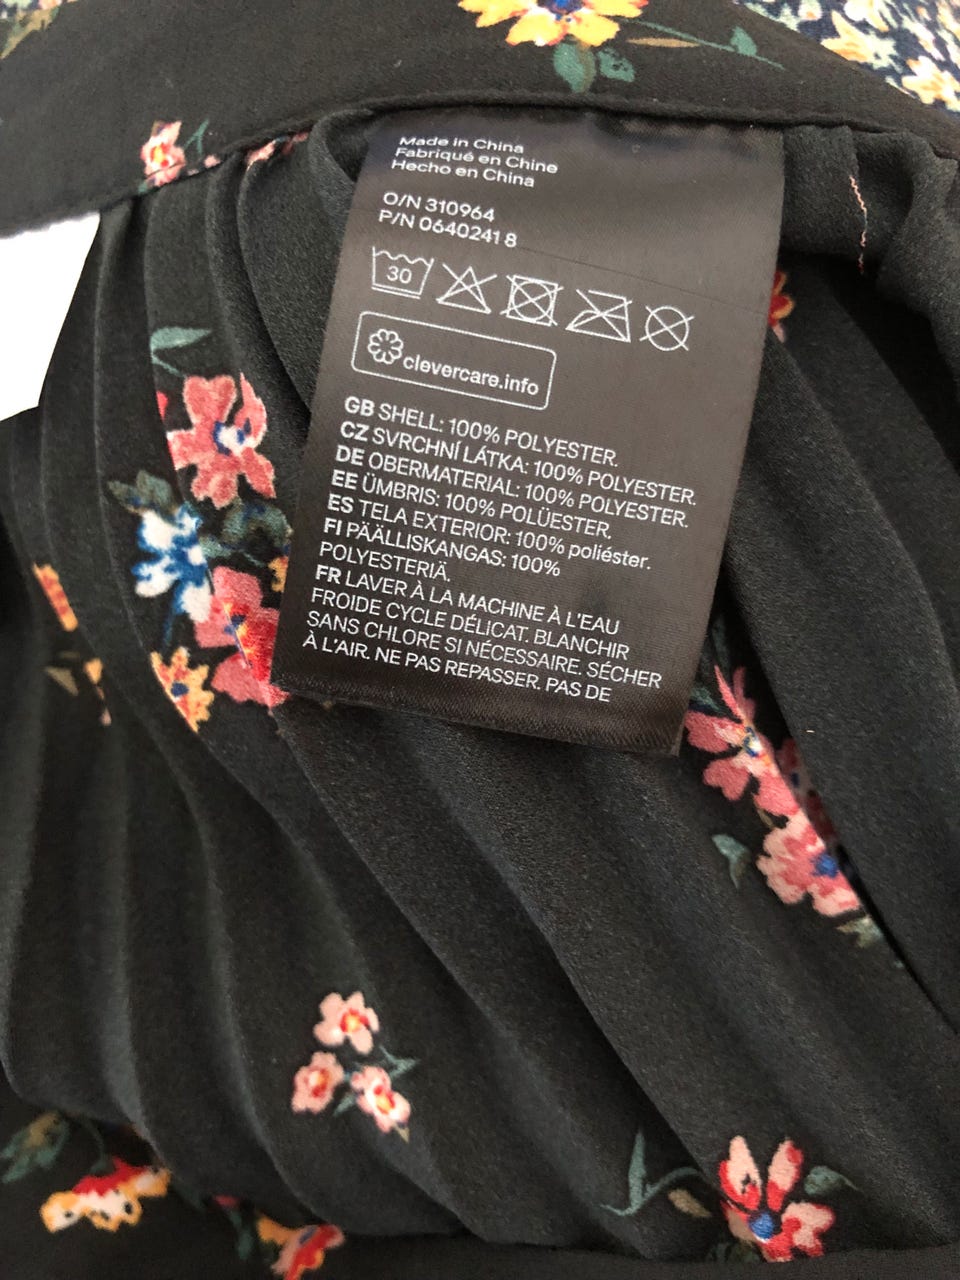 Made in China
Fabriqué en Chine
Hecho en China
O/N 310964
P/N 0640241 8
30
clevercare.info
GB SHELL: 100% POLYESTER.
CZ SVRCHNÍ LÁTKA: 100% POLYESTER.
DE OBERMATERIAL: 100% POLYESTER.
EE ÜMBRIS: 100% POLÜESTER.
ES TELA EXTERIOR: 100% poliéster.
FI PÄÄLLISKANGAS: 100%
POLYESTERIÄ.
FR LAVER À LA MACHINE À L'EAU
FROIDE CYCLE DÉLICAT. BLANCHIR
SANS CHLORE SI NÉCESSAIRE. SÉCHER
À L'AIR. NE PAS REPASSER. PAS DE